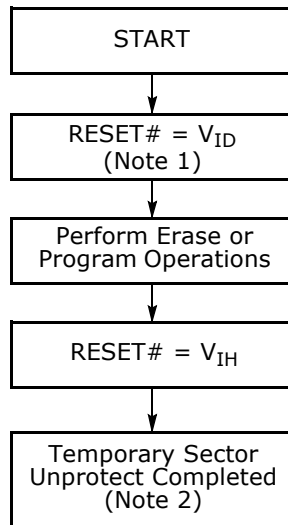 START
RESET# = VID
(Note 1)
Perform Erase or
Program Operations
RESET# = VIH
Temporary Sector
Unprotect Completed
(Note 2)